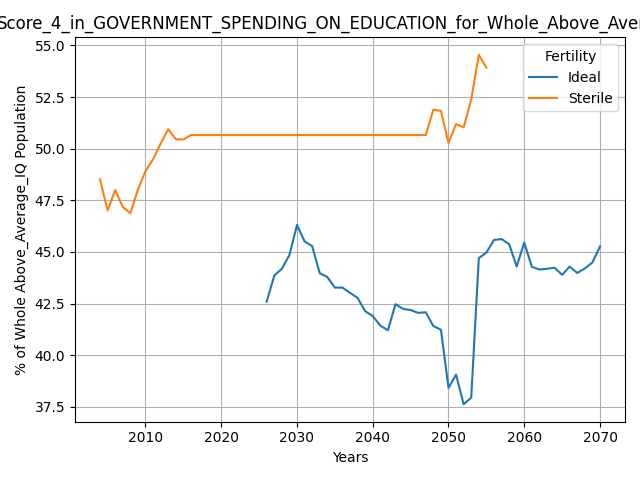 Score_4_in_GOVERNMENT_SPENDING_ON_EDUCATION_for_Whole_Above_Aver
55.0
52.5
50.0
47.5
45.0
42.5
40.0
37.5
% of Whole Above_Average_IQ Population
Fertility
Ideal
Sterile
2010 2020 2030 2040 2050 2060 2070
Years